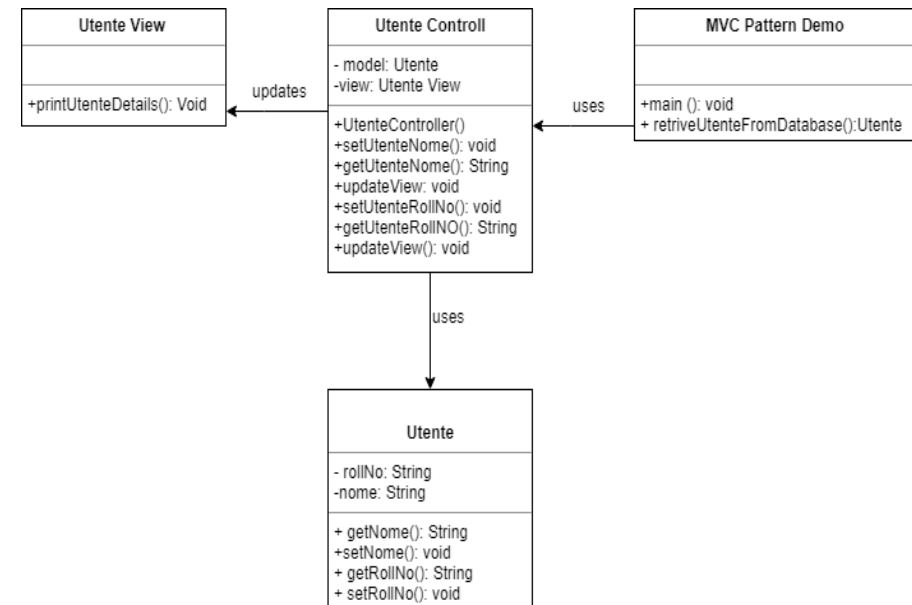 Utente View
+printUtenteDetails(): Void
updates
Utente Controll
- model: Utente
-view: Utente View
+UtenteController()
+setUtenteNome(): void
+getUtenteNome(): String
+updateView: void
+setUtenteRollNo(): void
+getUtenteRollNO(): String
+updateView(): void
uses
MVC Pattern Demo
+main (): void
+ retriveUtenteFromDatabase():Utente
uses
Utente
- rollNo: String
-nome: String
+ getNome(): String
+setNome(): void
+ getRollNo(): String
+ setRollNo(): void